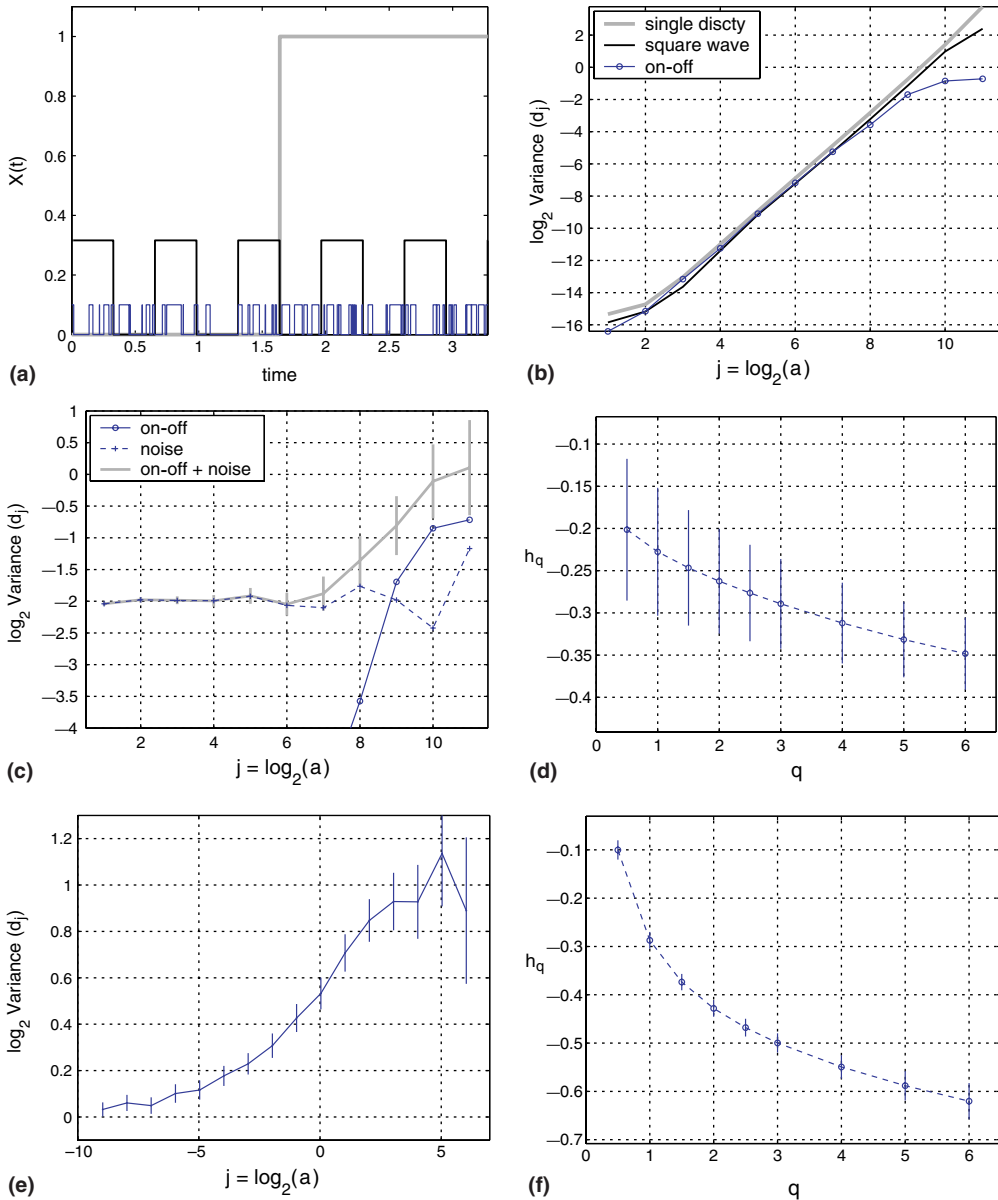 1
0.8
0.6
0.4
0.2
0
X(t)
0 0.5 1 1.5 2 2.5 3
time
(a)
single discty
square wave
on-off
2
0
−2
−4
−6
−8
−10
−12
−14
−16
log2 Variance (dj)
2 4 6 8 10
j = log2(a)
(b)
on-off
noise
on-off + noise
1
0.5
0
−0.5
−1
−1.5
−2
−2.5
−3
−3.5
−4
log2 Variance (dj)
2 4 6 8 10
j = log2(a)
(c)
−0.1
−0.15
−0.2
−0.25
−0.3
−0.35
−0.4
hq
0 1 2 3 4 5 6
q
(d)
1.2
1
0.8
0.6
0.4
0.2
0
log2 Variance (dj)
−10 −5 0 5
j = log2(a)
(e)
−0.1
−0.2
−0.3
−0.4
−0.5
−0.6
−0.7
hq
0 1 2 3 4 5 6
q
(f)